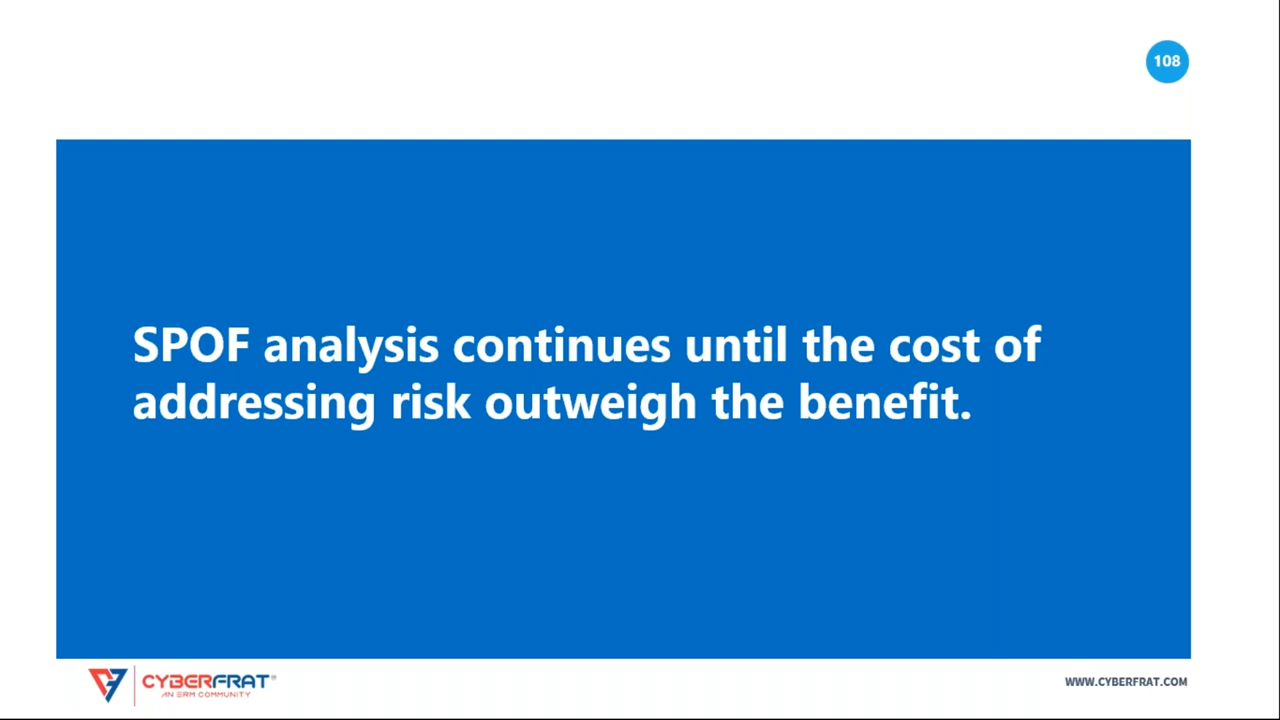 108
SPOF analysis continues until the cost of
addressing risk outweigh the benefit.
CYBERFRAT®
AN ERM COMMUNITY
WWW.CYBERFRAT.COM